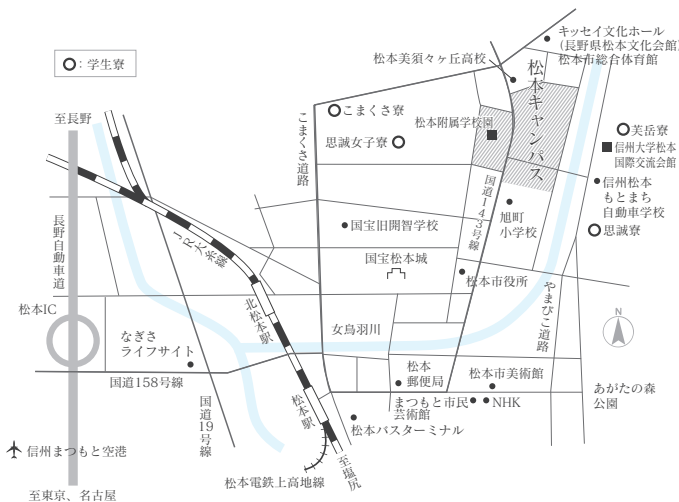 キッセイ文化ホール
(長野県松本文化会館)
松本市総合体育館
松本美須々ヶ丘高校
：学生寮
松本キャンパス
こまくさ寮
松本附属学校園
思誠女子寮
美岳寮
信州大学松本
国際交流会館
信州松本
もとまち
自動車学校
思誠寮
至長野
こまくさ道路
国道143号線
旭町
小学校
国宝旧開智学校
国宝松本城
松本市役所
長野自動車道
JR大糸線
北松本駅
やまびこ道路
N
松本IC
なぎさ
ライフサイト
女鳥羽川
国道158号線
国道19号線
松本駅
松本
郵便局
松本市美術館
まつもと市民
芸術館
NHK
あがたの森
公園
松本バスターミナル
信州まつもと空港
松本電鉄上高地線
至塩尻
至東京、名古屋